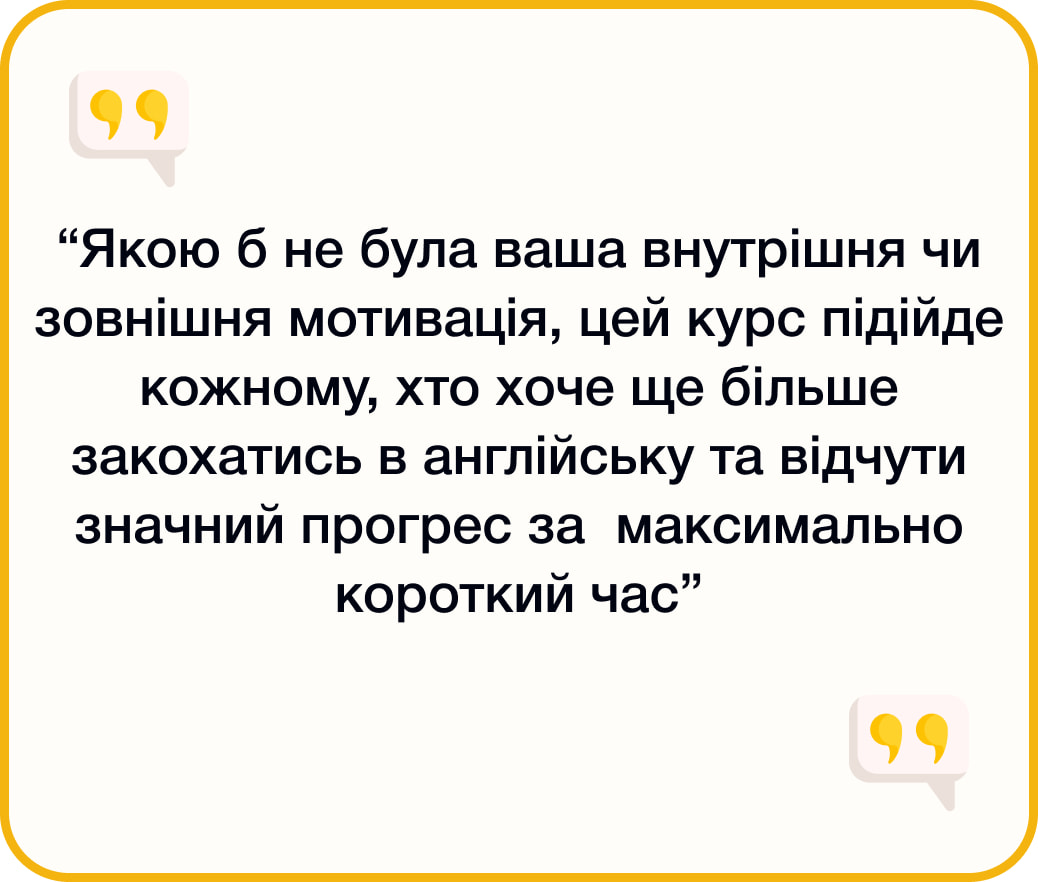 “Якою б не була ваша внутрішня чи
зовнішня мотивація, цей курс підійде
кожному, хто хоче ще більше
закохатись в англійську та відчути
значний прогрес за  максимально
короткий час”